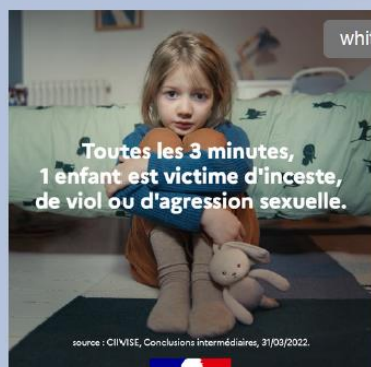 Toutes les 3 minutes,
1 enfant est victime d'inceste,
de viol ou d'agression sexuelle.
source : CIIVISE, Conclusions intermédiaires, 31/03/2022.